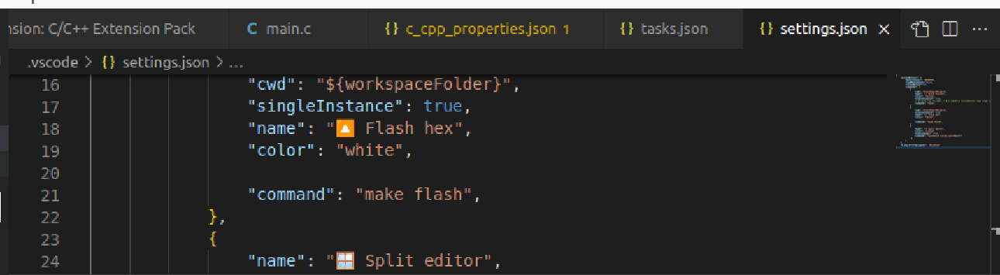 nsion: C/C++ Extension Pack C main.c {} c_cpp_properties.json 1 {} tasks.json {} settings.json ×
.vscode > {} settings.json > ...
16 "cwd": "${workspaceFolder}",
17 "singleInstance": true,
18 "name": "🔼 Flash hex",
19 "color": "white",
20
21 "command": "make flash",
22 },
23 {
24 "name": "🪟 Split editor",